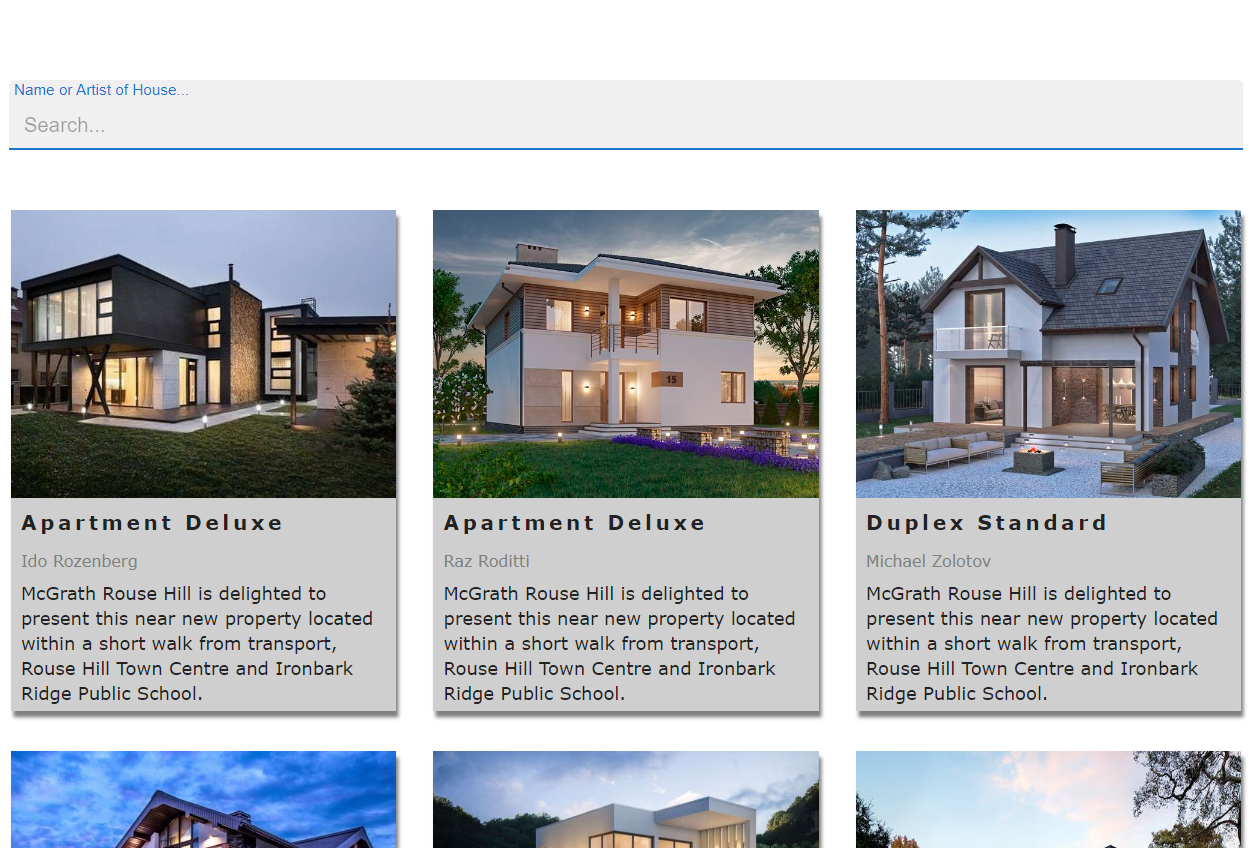 Name or Artist of House...
Search...
15
Apartment Deluxe
Ido Rozenberg
McGrath Rouse Hill is delighted to
present this near new property located
within a short walk from transport,
Rouse Hill Town Centre and Ironbark
Ridge Public School.
Apartment Deluxe
Raz Roditti
McGrath Rouse Hill is delighted to
present this near new property located
within a short walk from transport,
Rouse Hill Town Centre and Ironbark
Ridge Public School.
Duplex Standard
Michael Zolotov
McGrath Rouse Hill is delighted to
present this near new property located
within a short walk from transport,
Rouse Hill Town Centre and Ironbark
Ridge Public School.